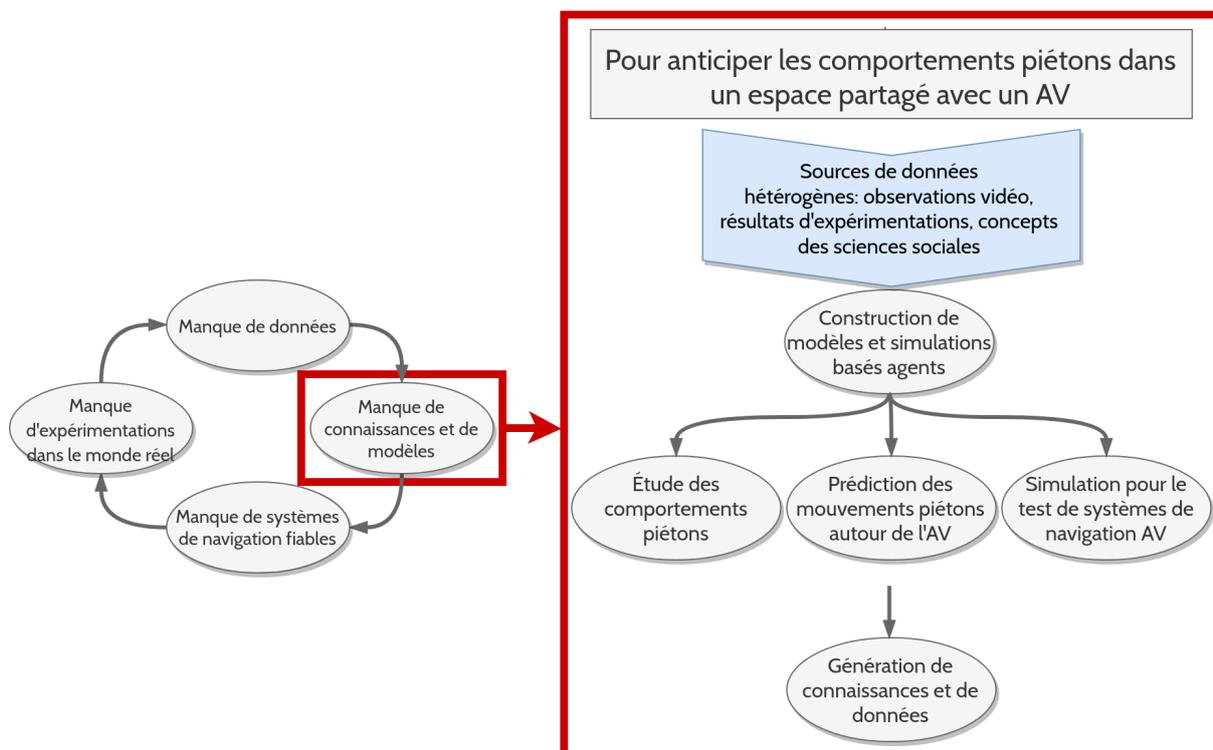 Pour anticiper les comportements piétons dans
un espace partagé avec un AV
Sources de données
hétérogènes: observations vidéo,
résultats d'expérimentations, concepts
des sciences sociales
Manque de données
Manque
d'expérimentations
dans le monde réel
Manque de
connaissances et de
modèles
Manque de systèmes
de navigation fiables
Construction de
modèles et simulations
basés agents
Étude des
comportements
piétons
Prédiction des
mouvements piétons
autour de l'AV
Simulation pour le
test de systèmes de
navigation AV
Génération de
connaissances et de
données